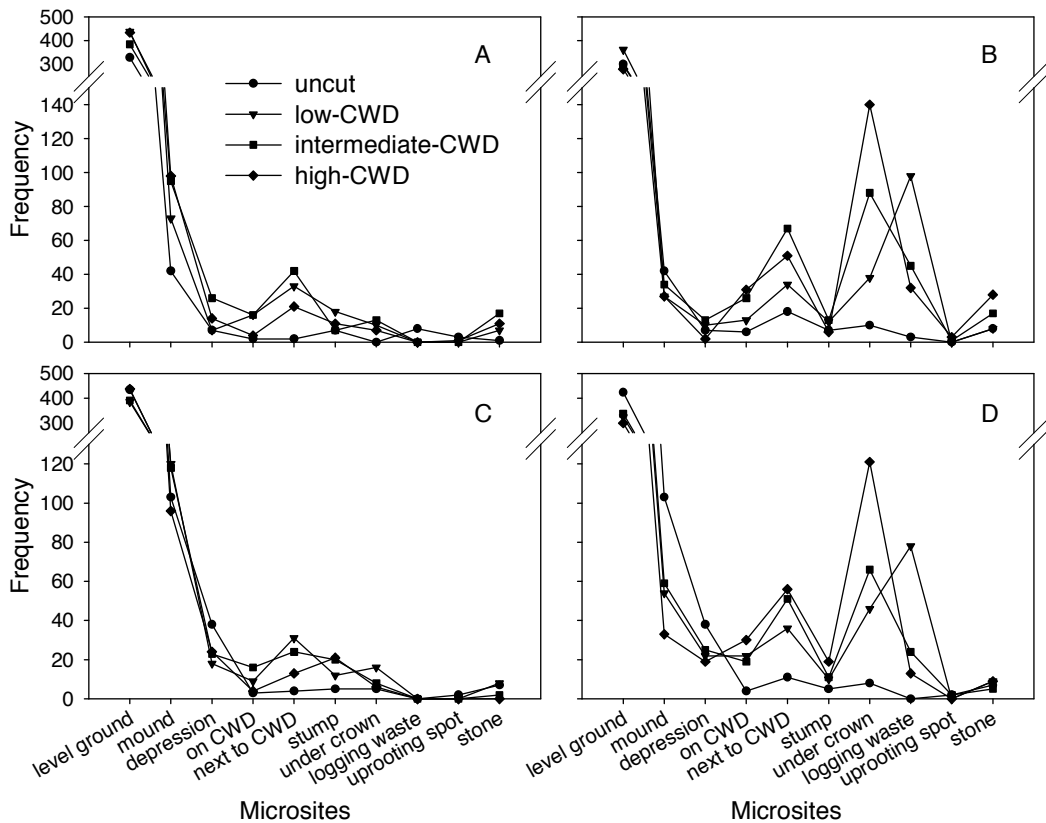 500
400
300
140
120
100
80
60
40
20
0
Frequency
A
uncut
low-CWD
intermediate-CWD
high-CWD
B
500
400
300
120
100
80
60
40
20
0
Frequency
C
D
level ground
mound
depression
on CWD
next to CWD
stump
under crown
logging waste
uprooting spot
stone
Microsites
level ground
mound
depression
on CWD
next to CWD
stump
under crown
logging waste
uprooting spot
stone
Microsites